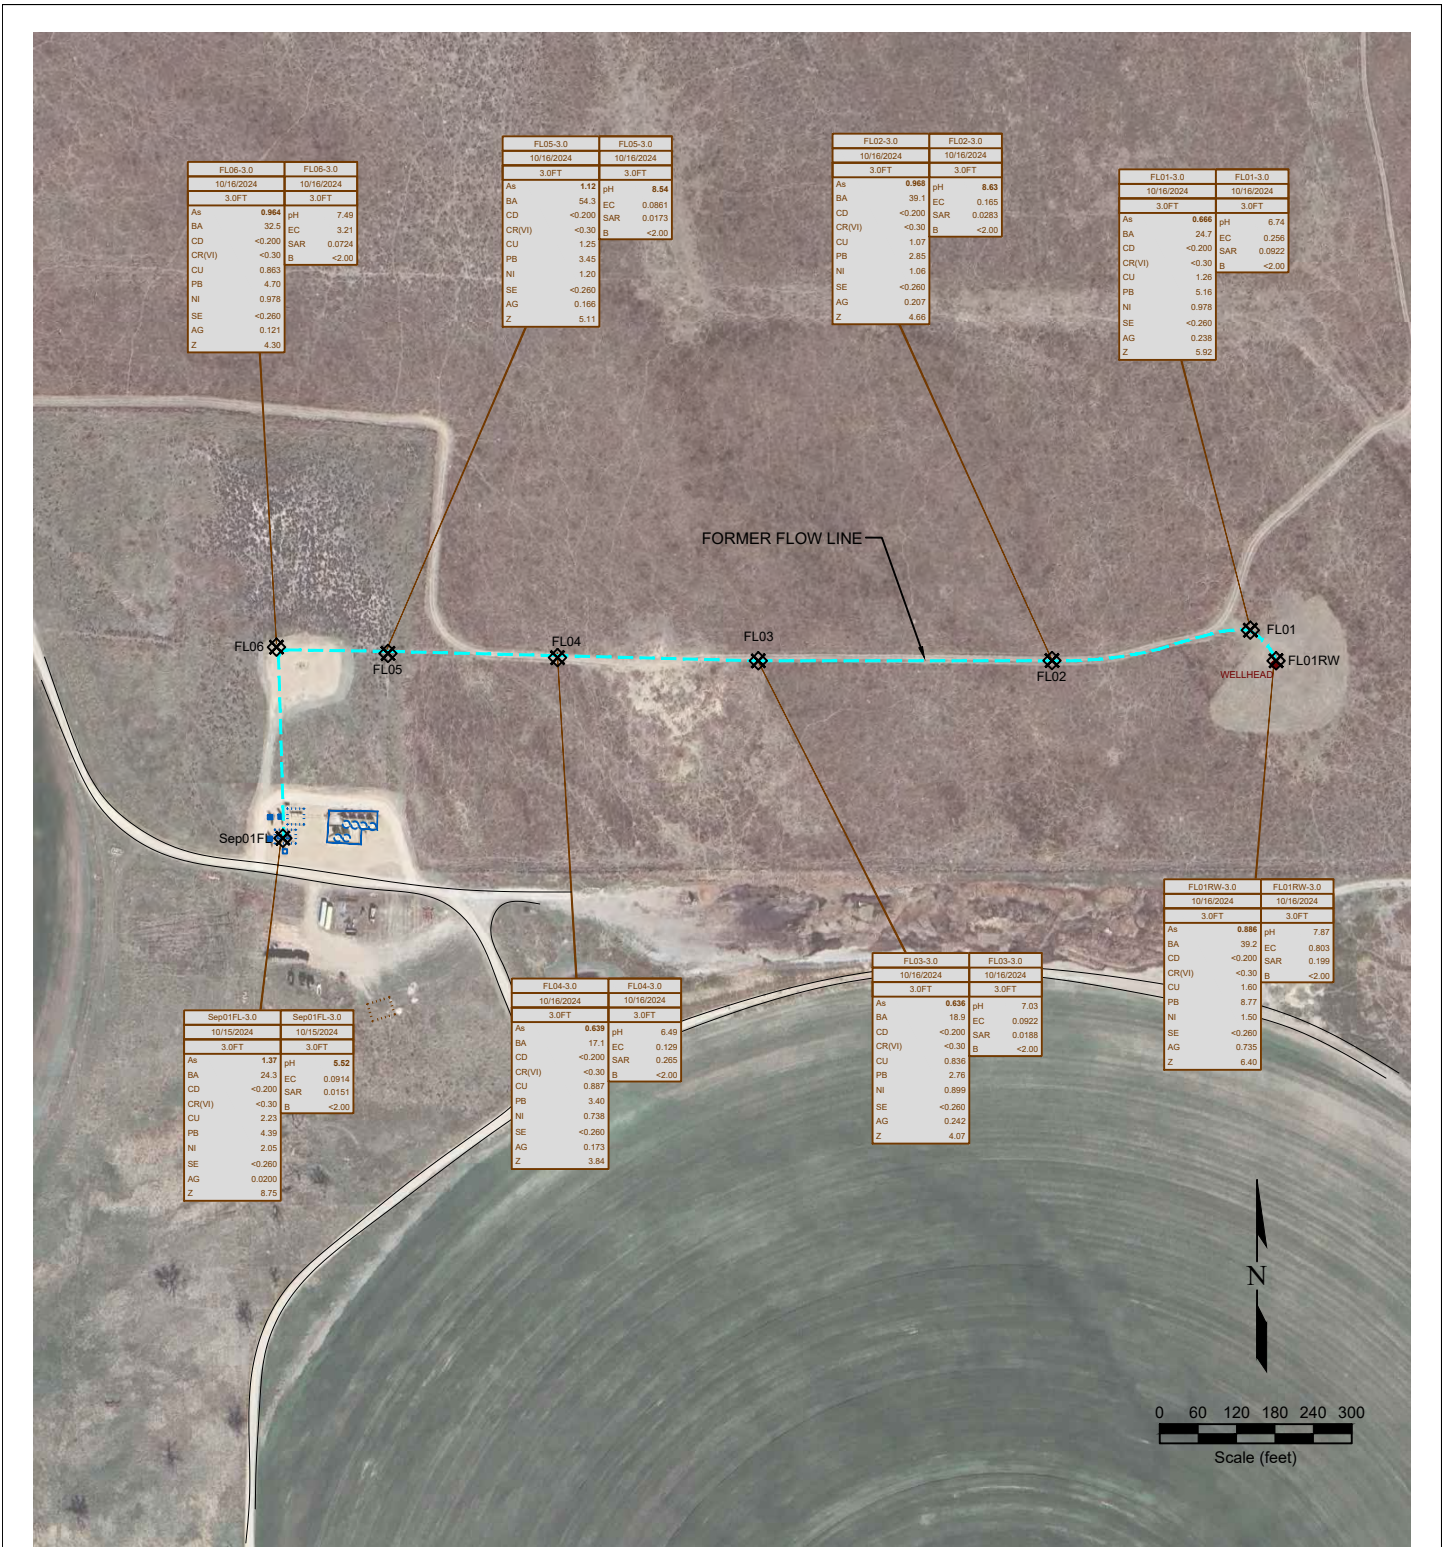 FL06-3.0 FL06-3.0
10/16/2024 10/16/2024
3.0FT 3.0FT
As 0.964 pH 7.49
BA 32.5 EC 3.21
CD <0.200 SAR 0.0724
CR(VI) <0.30 B <2.00
CU 0.863
PB 4.70
NI 0.978
SE <0.260
AG 0.121
Z 4.30
FL05-3.0 FL05-3.0
10/16/2024 10/16/2024
3.0FT 3.0FT
As 1.12 pH 8.54
BA 54.3 EC 0.0861
CD <0.200 SAR 0.0173
CR(VI) <0.30 B <2.00
CU 1.25
PB 3.45
NI 1.20
SE <0.260
AG 0.166
Z 5.11
FL02-3.0 FL02-3.0
10/16/2024 10/16/2024
3.0FT 3.0FT
As 0.968 pH 8.63
BA 39.1 EC 0.165
CD <0.200 SAR 0.0283
CR(VI) <0.30 B <2.00
CU 1.07
PB 2.85
NI 1.06
SE <0.260
AG 0.207
Z 4.66
FL01-3.0 FL01-3.0
10/16/2024 10/16/2024
3.0FT 3.0FT
As 0.666 pH 6.74
BA 24.7 EC 0.256
CD <0.200 SAR 0.0922
CR(VI) <0.30 B <2.00
CU 1.26
PB 5.16
NI 0.978
SE <0.260
AG 0.238
Z 5.92
FORMER FLOW LINE
FL06
FL05
FL04
FL03
FL02
FL01
FL01RW
WELLHEAD
Sep01FL
Sep01FL-3.0 Sep01FL-3.0
10/15/2024 10/15/2024
3.0FT 3.0FT
As 1.37 pH 5.52
BA 24.3 EC 0.0914
CD <0.200 SAR 0.0151
CR(VI) <0.30 B <2.00
CU 2.23
PB 4.39
NI 2.05
SE <0.260
AG 0.0200
Z 8.75
FL04-3.0 FL04-3.0
10/16/2024 10/16/2024
3.0FT 3.0FT
As 0.639 pH 6.49
BA 17.1 EC 0.129
CD <0.200 SAR 0.265
CR(VI) <0.30 B <2.00
CU 0.887
PB 3.40
NI 0.738
SE <0.260
AG 0.173
Z 3.84
FL03-3.0 FL03-3.0
10/16/2024 10/16/2024
3.0FT 3.0FT
As 0.636 pH 7.03
BA 18.9 EC 0.0922
CD <0.200 SAR 0.0188
CR(VI) <0.30 B <2.00
CU 0.836
PB 2.76
NI 0.899
SE <0.260
AG 0.242
Z 4.07
FL01RW-3.0 FL01RW-3.0
10/16/2024 10/16/2024
3.0FT 3.0FT
As 0.886 pH 7.87
BA 39.2 EC 0.803
CD <0.200 SAR 0.199
CR(VI) <0.30 B <2.00
CU 1.60
PB 8.77
NI 1.50
SE <0.260
AG 0.735
Z 6.40
N
0 60 120 180 240 300
Scale (feet)